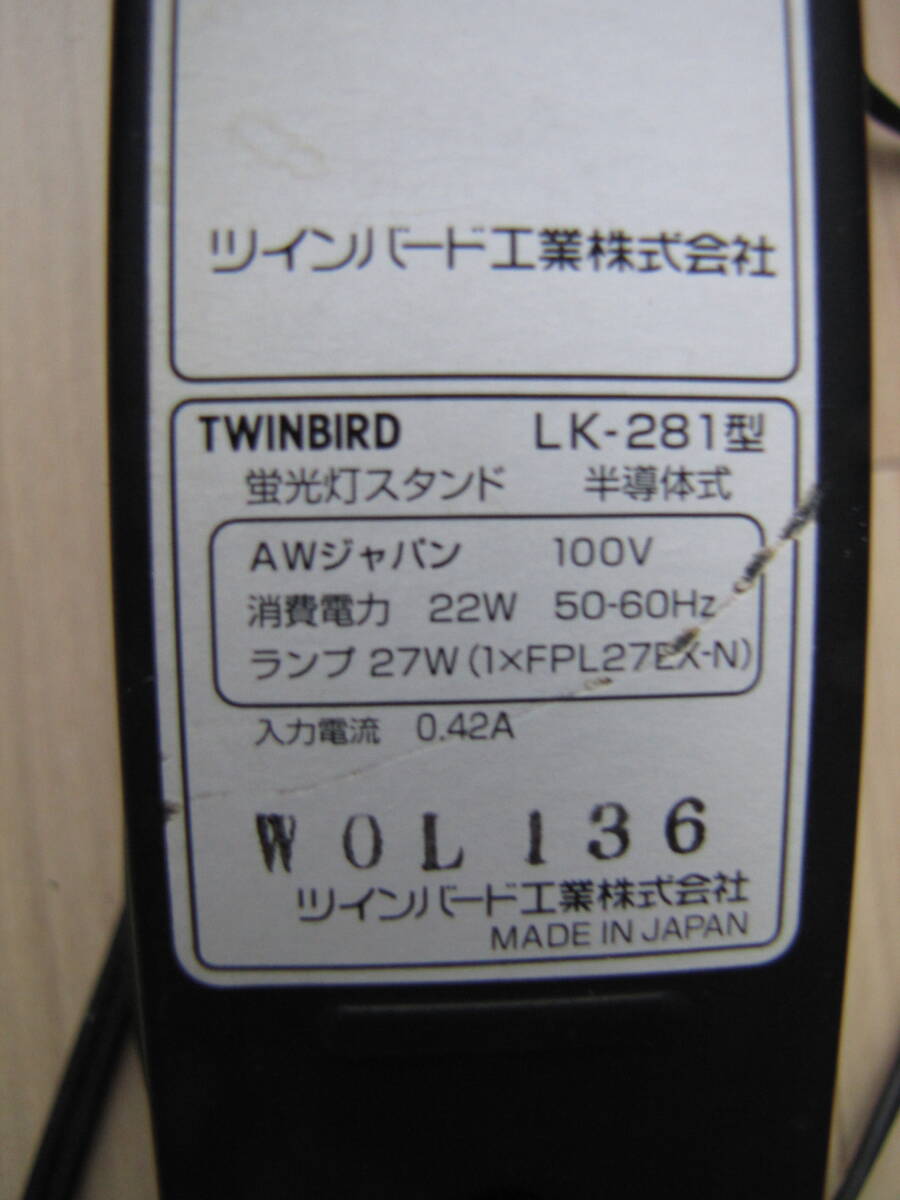 ツインバード工業株式会社
TWINBIRD LK-281型
蛍光灯スタンド 半導体式
AWジャパン 100V
消費電力 22W 50-60Hz
ランプ 27W (1×FPL27EX-N)
入力電流 0.42A
WOL136
ツインバード工業株式会社
MADE IN JAPAN